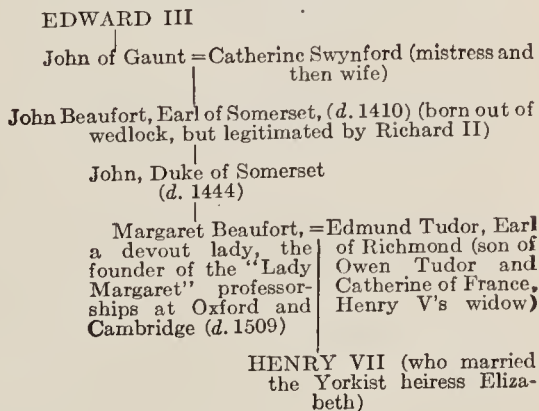 EDWARD III
John of Gaunt = Catherine Swynford (mistress and
then wife)
John Beaufort, Earl of Somerset, (d. 1410) (born out of
wedlock, but legitimated by Richard II)
John, Duke of Somerset
(d. 1444)
Margaret Beaufort,
a devout lady, the
founder of the "Lady
Margaret" professor-
ships at Oxford and
Cambridge (d. 1509)
=Edmund Tudor, Earl
of Richmond (son of
Owen Tudor and
Catherine of France,
Henry V's widow)
HENRY VII (who married
the Yorkist heiress Eliza-
beth)